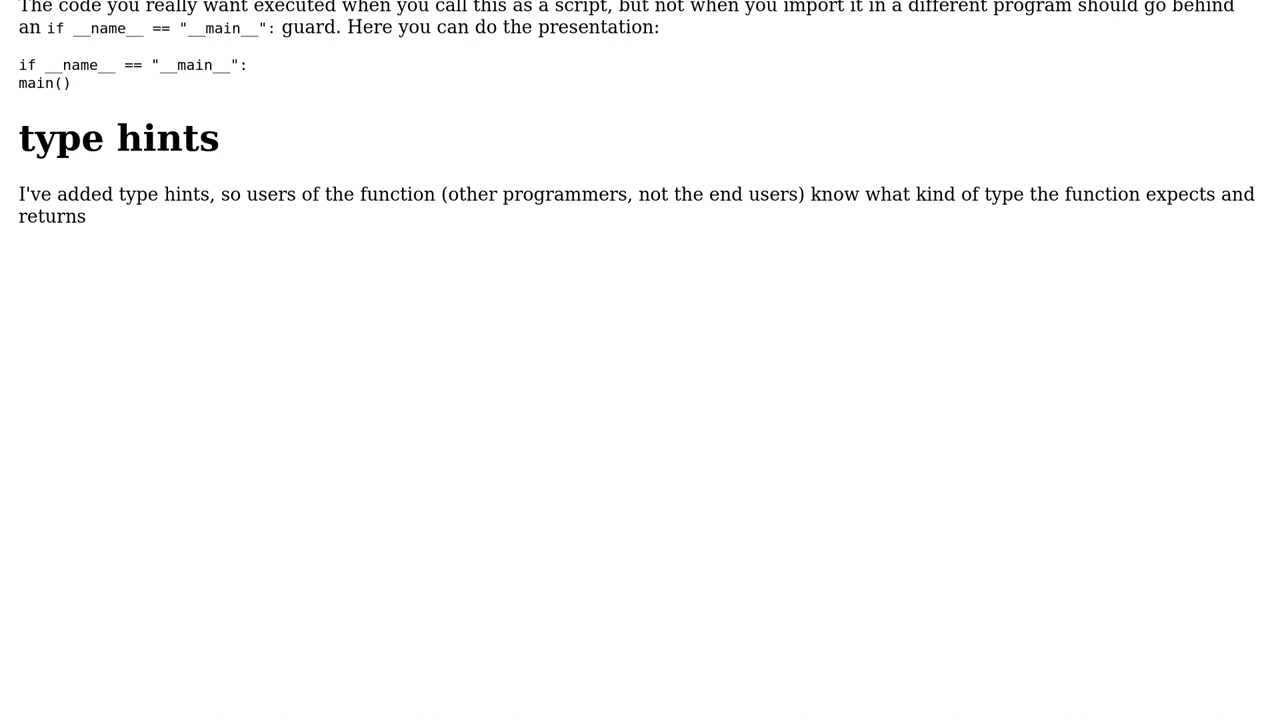 The code you really want executed when you call this as a script, but not when you import it in a different program should go behind
an if __name__ == "__main__": guard. Here you can do the presentation:
if __name__ == "__main__":
main()
type hints
I've added type hints, so users of the function (other programmers, not the end users) know what kind of type the function expects and
returns